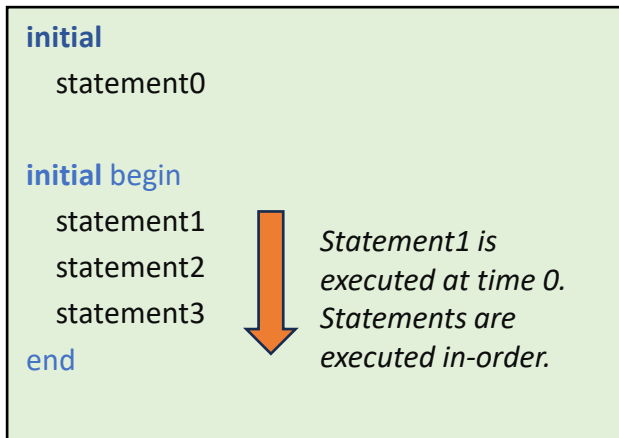 initial
statement0
initial begin
statement1
statement2
statement3
end
Statement1 is
executed at time 0.
Statements are
executed in-order.